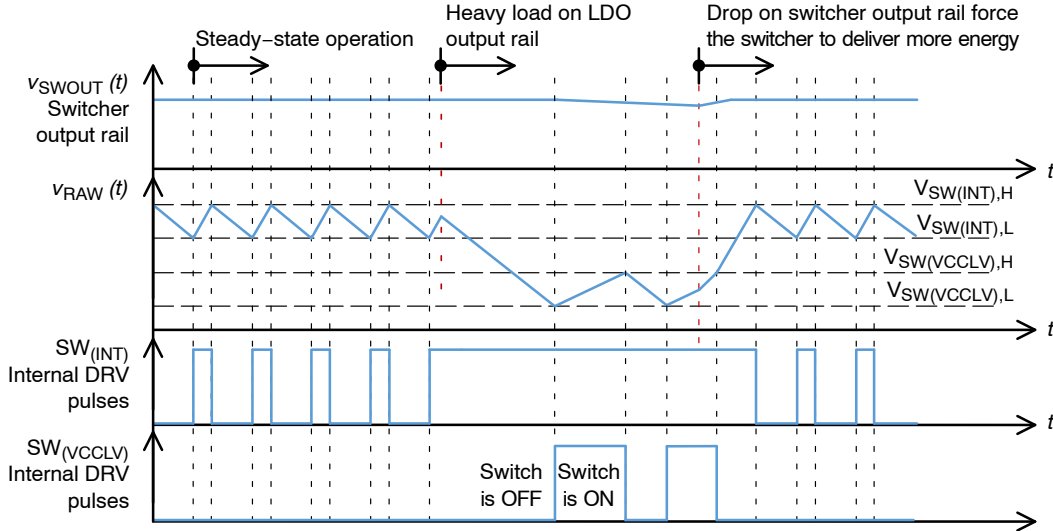 Steady−state operation
Heavy load on LDO
output rail
Drop on switcher output rail force
the switcher to deliver more energy
vSWOUT (t)
Switcher
output rail
t
vRAW (t)
VSW(INT),H
VSW(INT),L
VSW(VCCLV),H
VSW(VCCLV),L
t
SW(INT)
Internal DRV
pulses
t
SW(VCCLV)
Internal DRV
pulses
Switch
is OFF
Switch
is ON
t